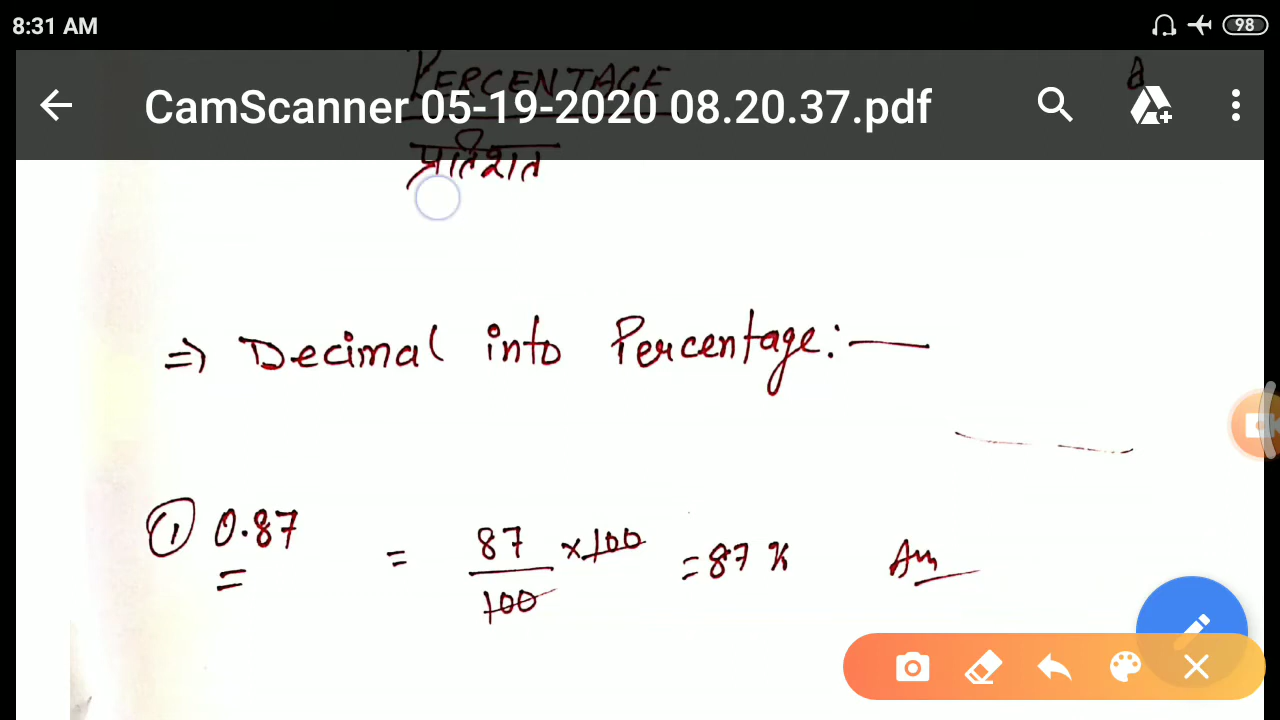 8:31 AM
98
PERCENTAGE
CamScanner 05-19-2020 08.20.37.pdf
प्रतिशत
⇒ Decimal into Percentage:—
① 0.87 = 87/100 × 100 = 87 % Ans